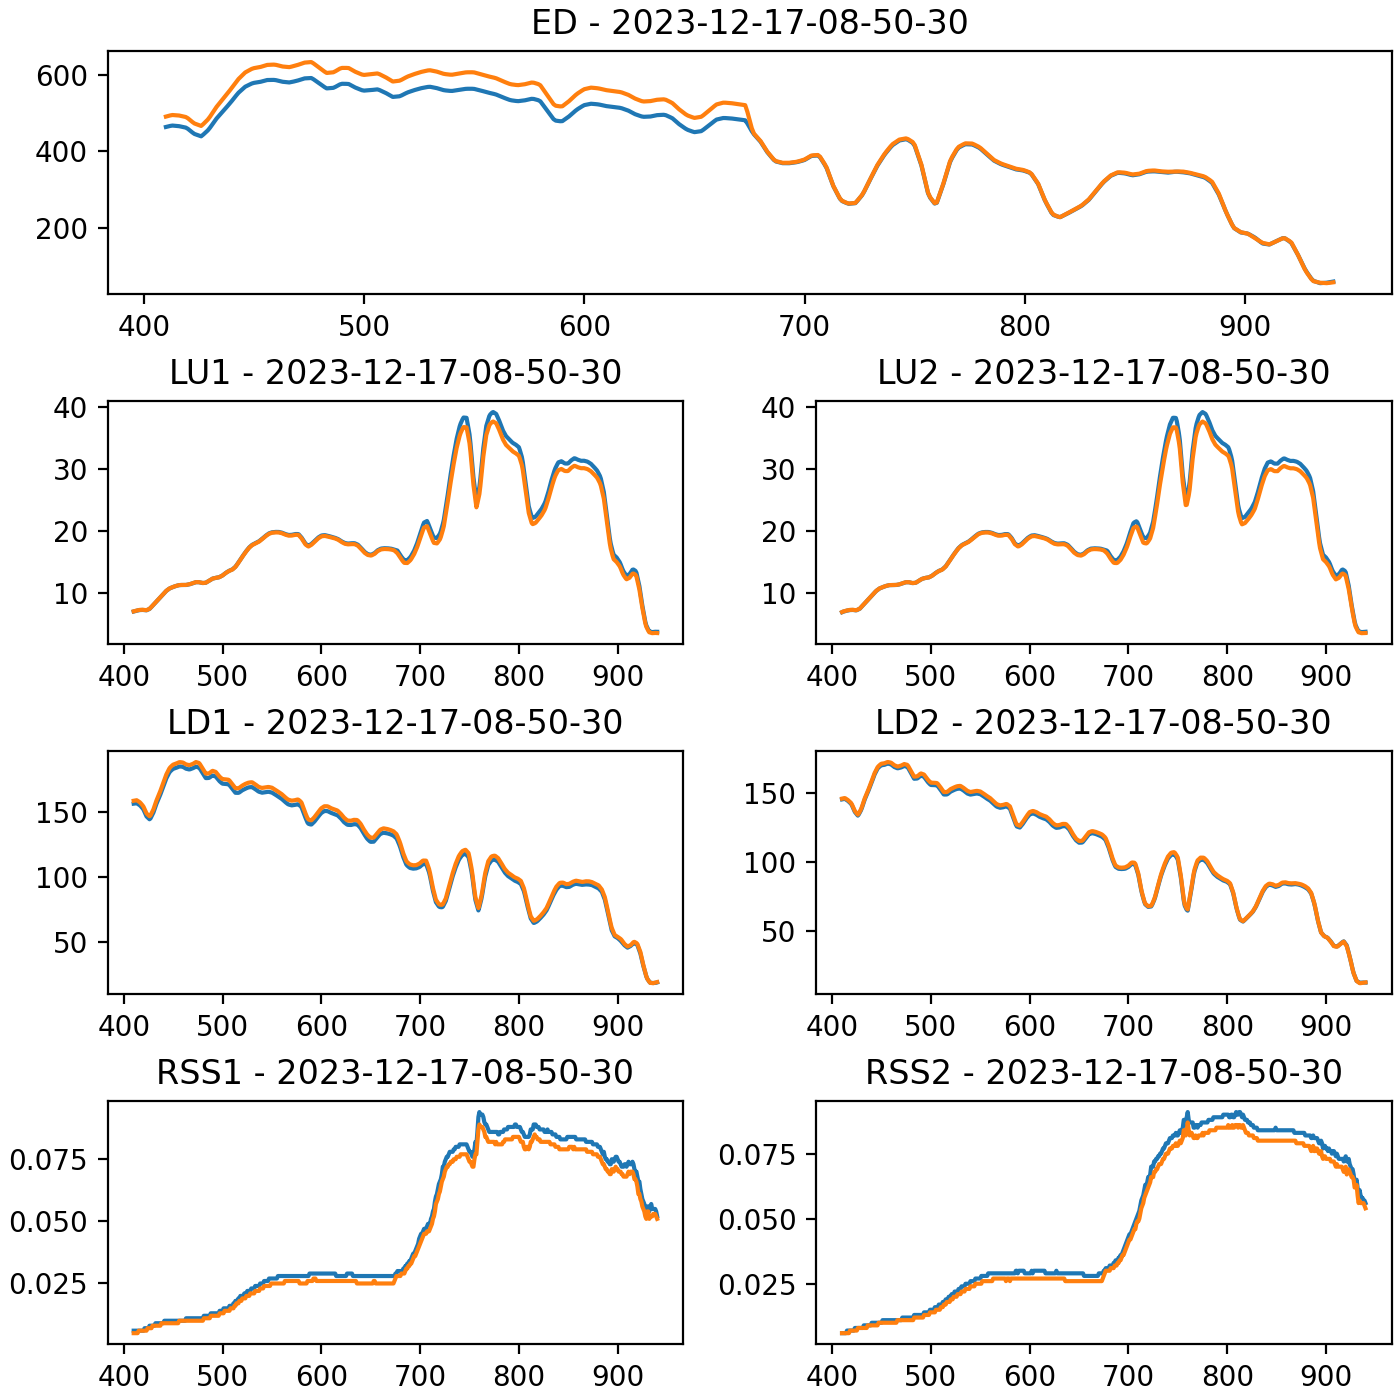 ED - 2023-12-17-08-50-30
600
400
200
400 500 600 700 800 900
LU1 - 2023-12-17-08-50-30
40
30
20
10
400 500 600 700 800 900
LU2 - 2023-12-17-08-50-30
40
30
20
10
400 500 600 700 800 900
LD1 - 2023-12-17-08-50-30
150
100
50
400 500 600 700 800 900
LD2 - 2023-12-17-08-50-30
150
100
50
400 500 600 700 800 900
RSS1 - 2023-12-17-08-50-30
0.075
0.050
0.025
400 500 600 700 800 900
RSS2 - 2023-12-17-08-50-30
0.075
0.050
0.025
400 500 600 700 800 900